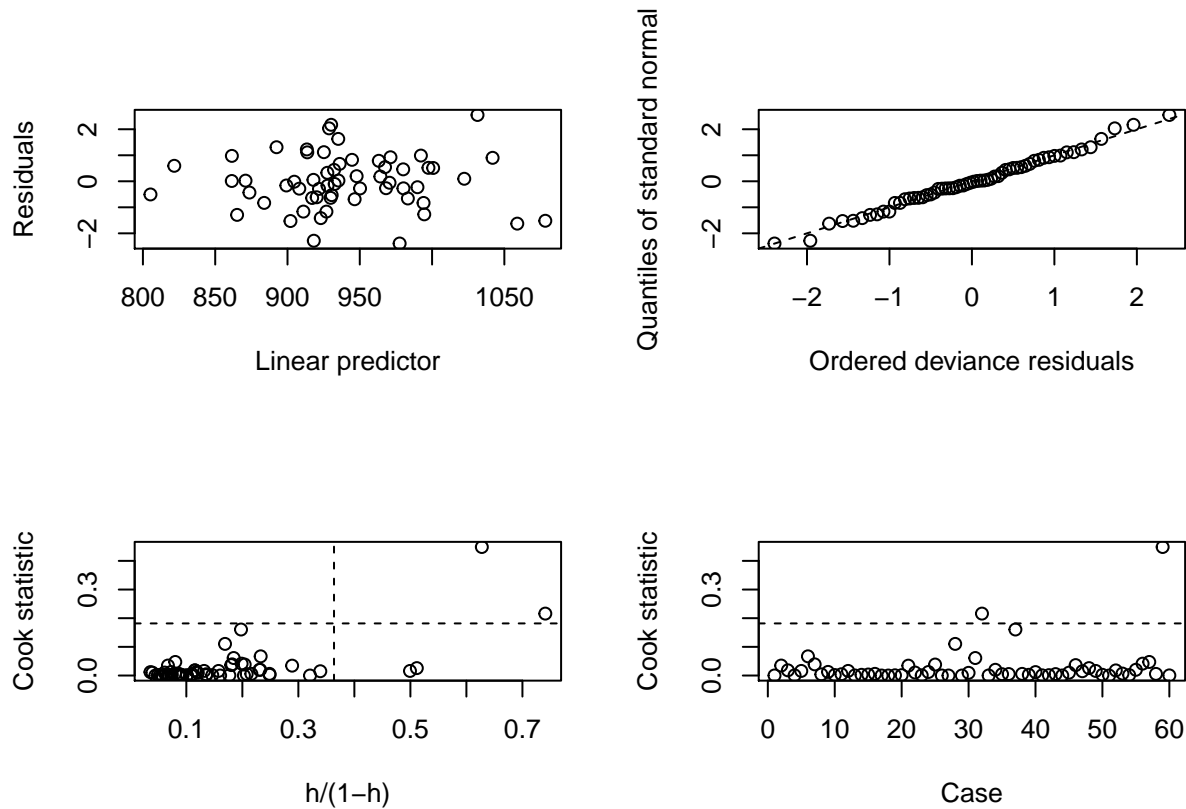 800 850 900 950 1050
−2 0 2
Linear predictor
Residuals
−2 −1 0 1 2
−2 0 2
Ordered deviance residuals
Quantiles of standard normal
0.1 0.3 0.5 0.7
0.0 0.3
h/(1−h)
Cook statistic
0 10 20 30 40 50 60
0.0 0.3
Case
Cook statistic